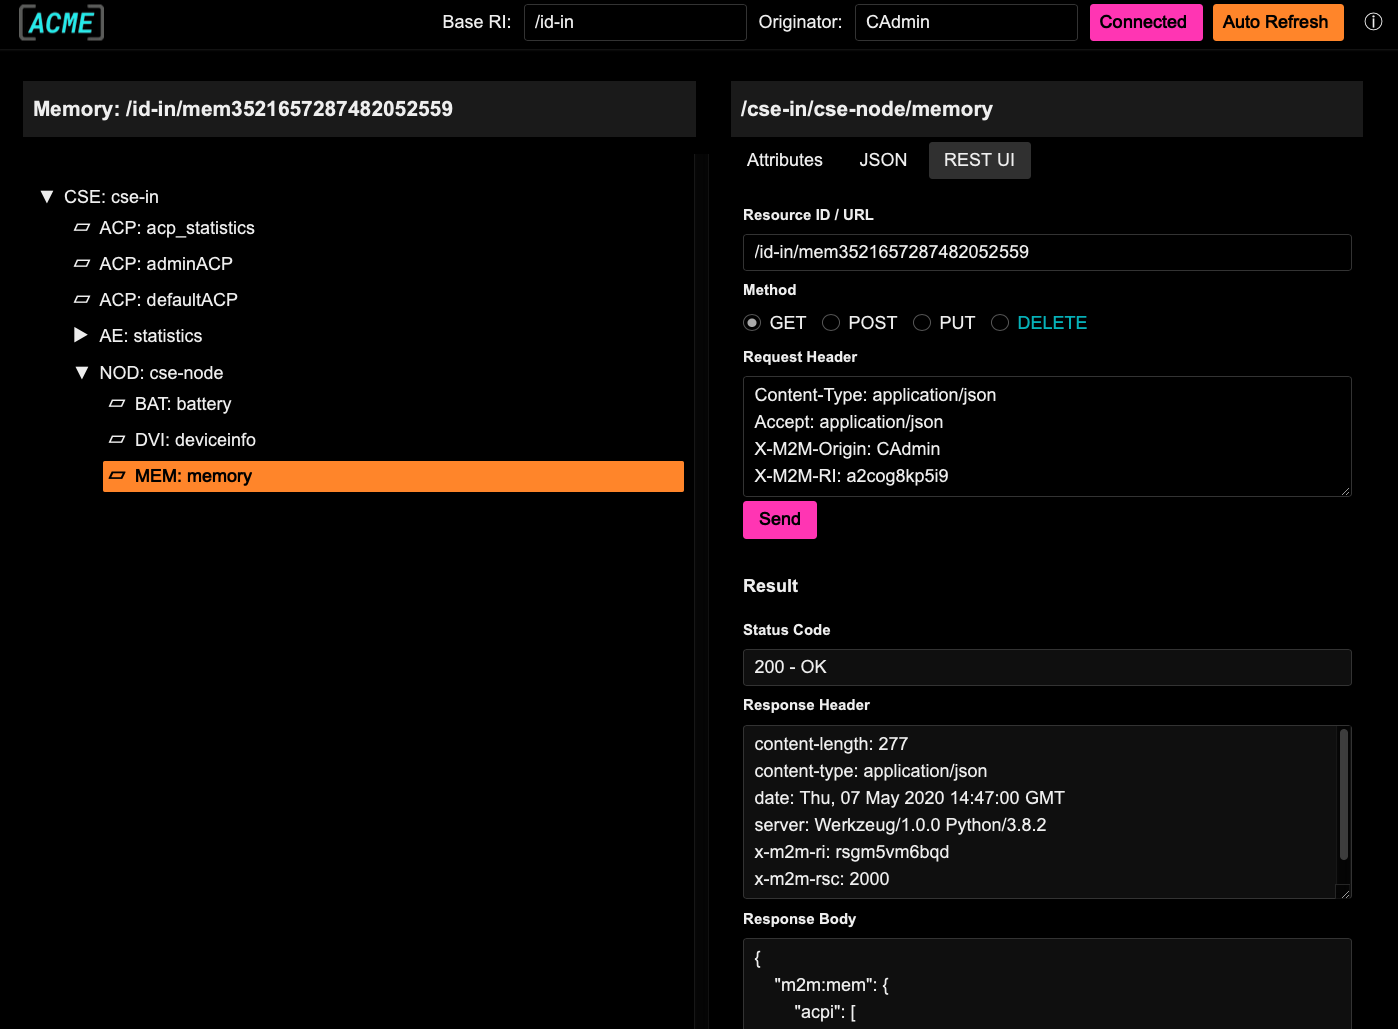 ACME
Base RI: /id-in Originator: CAdmin Connected Auto Refresh
Memory: /id-in/mem3521657287482052559
CSE: cse-in
ACP: acp_statistics
ACP: adminACP
ACP: defaultACP
AE: statistics
NOD: cse-node
BAT: battery
DVI: deviceinfo
MEM: memory
/cse-in/cse-node/memory
Attributes JSON REST UI
Resource ID / URL
/id-in/mem3521657287482052559
Method
GET POST PUT DELETE
Request Header
Content-Type: application/json
Accept: application/json
X-M2M-Origin: CAdmin
X-M2M-RI: a2cog8kp5i9
Send
Result
Status Code
200 - OK
Response Header
content-length: 277
content-type: application/json
date: Thu, 07 May 2020 14:47:00 GMT
server: Werkzeug/1.0.0 Python/3.8.2
x-m2m-ri: rsgm5vm6bqd
x-m2m-rsc: 2000
Response Body
{
"m2m:mem": {
"acpi": [